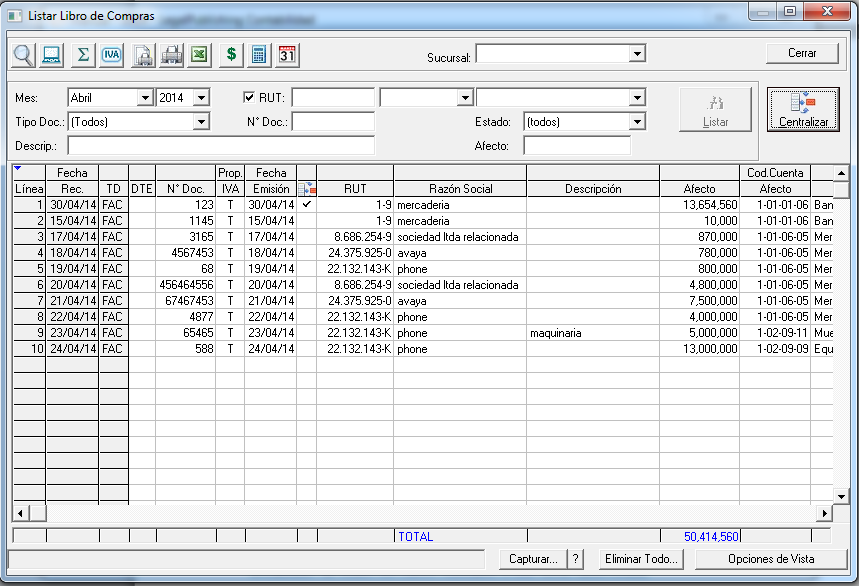 Listar Libro de Compras
IVA
$
31
Sucursal:
Cerrar
Mes: Abril 2014 RUT:
Tipo Doc.: (Todos) N° Doc.: Estado: (todos) Listar Centralizar
Descrip.: Afecto:
Fecha Prop. Fecha Cod.Cuenta
Línea Rec. TD DTE N° Doc. IVA Emisión RUT Razón Social Descripción Afecto Afecto
1 30/04/14 FAC 123 T 30/04/14 ✓ 1-9 mercaderia 13,654,560 1-01-01-06 Ban
2 15/04/14 FAC 1145 T 15/04/14 1-9 mercaderia 10,000 1-01-01-06 Ban
3 17/04/14 FAC 3165 T 17/04/14 8.686.254-9 sociedad ltda relacionada 870,000 1-01-06-05 Mer
4 18/04/14 FAC 4567453 T 18/04/14 24.375.925-0 avaya 780,000 1-01-06-05 Mer
5 19/04/14 FAC 68 T 19/04/14 22.132.143-K phone 800,000 1-01-06-05 Mer
6 20/04/14 FAC 456464556 T 20/04/14 8.686.254-9 sociedad ltda relacionada 4,800,000 1-01-06-05 Mer
7 21/04/14 FAC 67467453 T 21/04/14 24.375.925-0 avaya 7,500,000 1-01-06-05 Mer
8 22/04/14 FAC 4877 T 22/04/14 22.132.143-K phone 4,000,000 1-01-06-05 Mer
9 23/04/14 FAC 65465 T 23/04/14 22.132.143-K phone maquinaria 5,000,000 1-02-09-11 Mue
10 24/04/14 FAC 588 T 24/04/14 22.132.143-K phone 13,000,000 1-02-09-09 Equ
TOTAL 50,414,560
Capturar... ? Eliminar Todo... Opciones de Vista